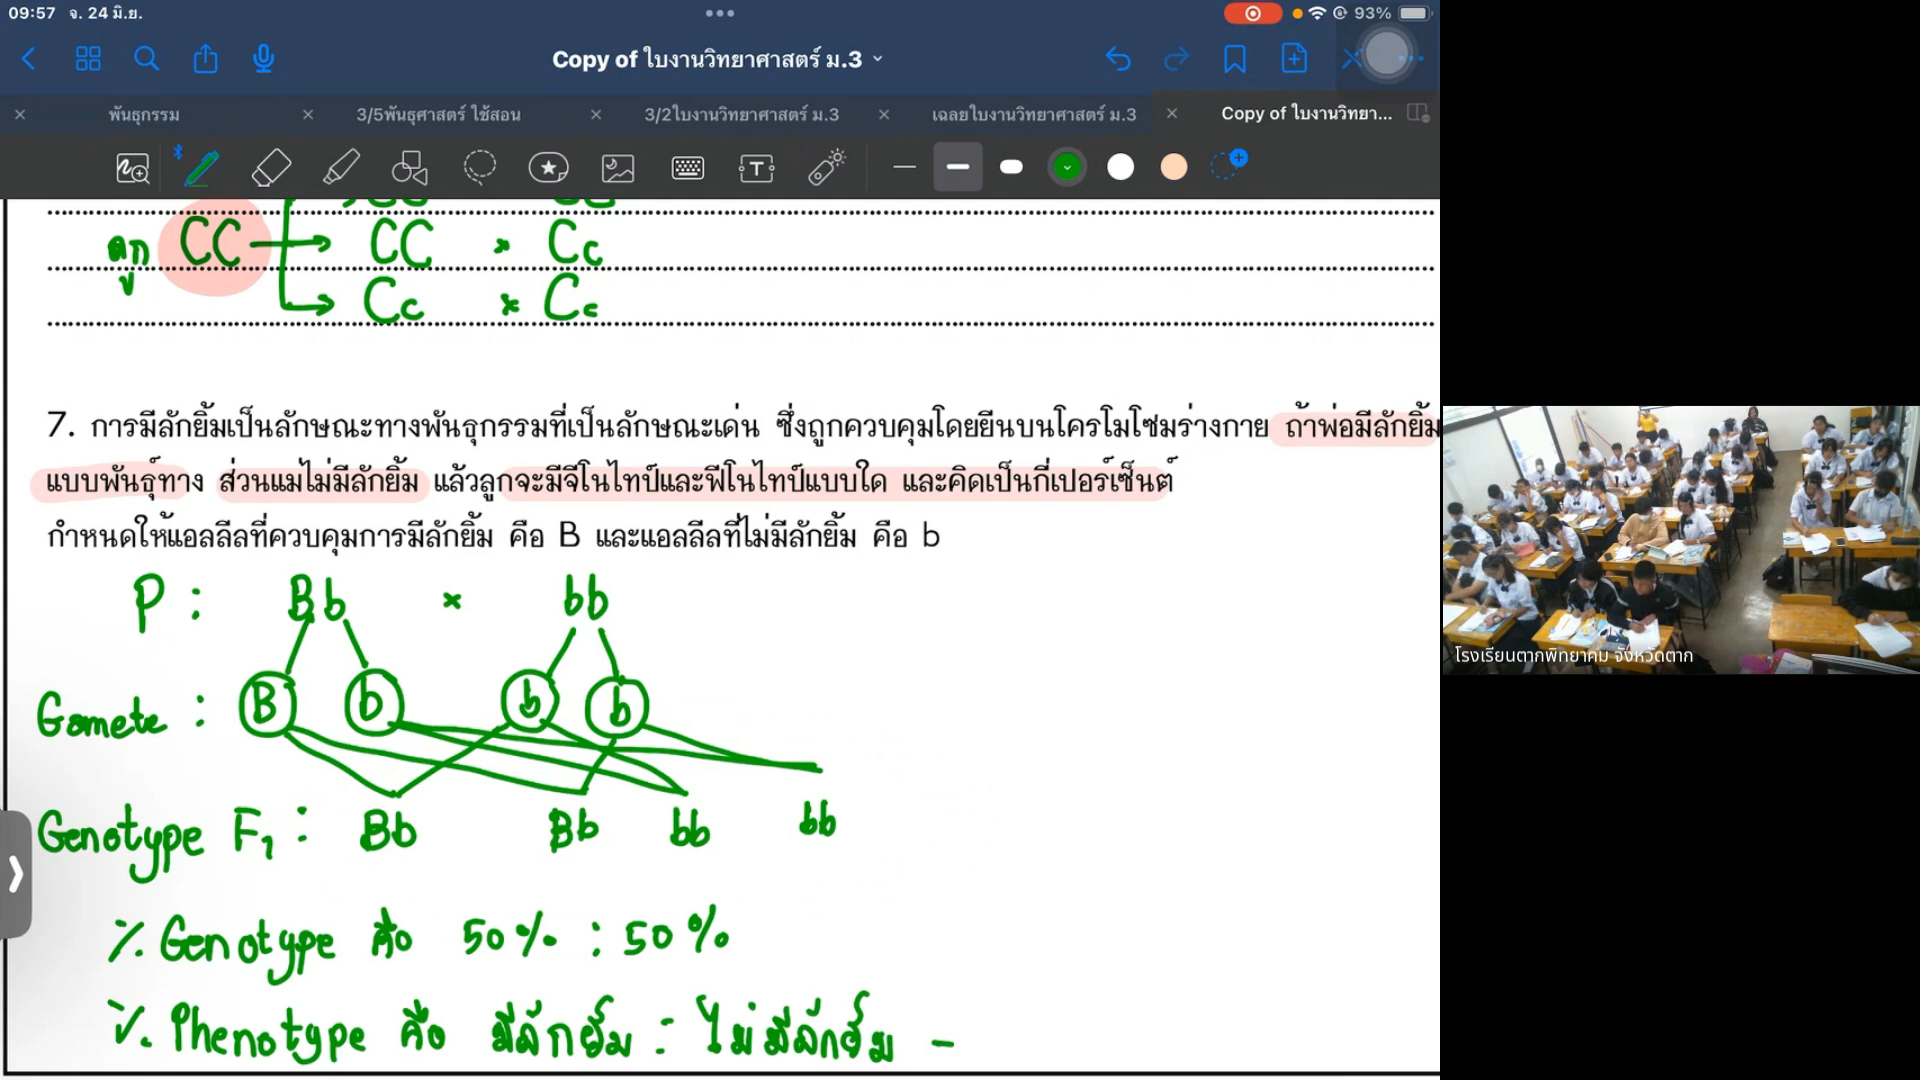 09:57 จ. 24 มิ.ย.
93%
Copy of ใบงานวิทยาศาสตร์ ม.3
พันธุกรรม
3/5พันธุศาสตร์ ใช้สอน
3/2ใบงานวิทยาศาสตร์ ม.3
เฉลยใบงานวิทยาศาสตร์ ม.3
Copy of ใบงานวิทยา...
ลูก CC CC × Cc
Cc × Cc
7. การมีลักยิ้มเป็นลักษณะทางพันธุกรรมที่เป็นลักษณะเด่น ซึ่งถูกควบคุมโดยยีนบนโครโมโซมร่างกาย ถ้าพ่อมีลักยิ้ม
แบบพันธุ์ทาง ส่วนแม่ไม่มีลักยิ้ม แล้วลูกจะมีจีโนไทป์และฟีโนไทป์แบบใด และคิดเป็นกี่เปอร์เซ็นต์
กำหนดให้แอลลีลที่ควบคุมการมีลักยิ้ม คือ B และแอลลีลที่ไม่มีลักยิ้ม คือ b
P : Bb × bb
Gamete : B b b b
Genotype F1 : Bb Bb bb bb
% Genotype คือ 50% : 50%
% Phenotype คือ มีลักยิ้ม : ไม่มีลักยิ้ม -
โรงเรียนตากพิทยาคม จังหวัดตาก